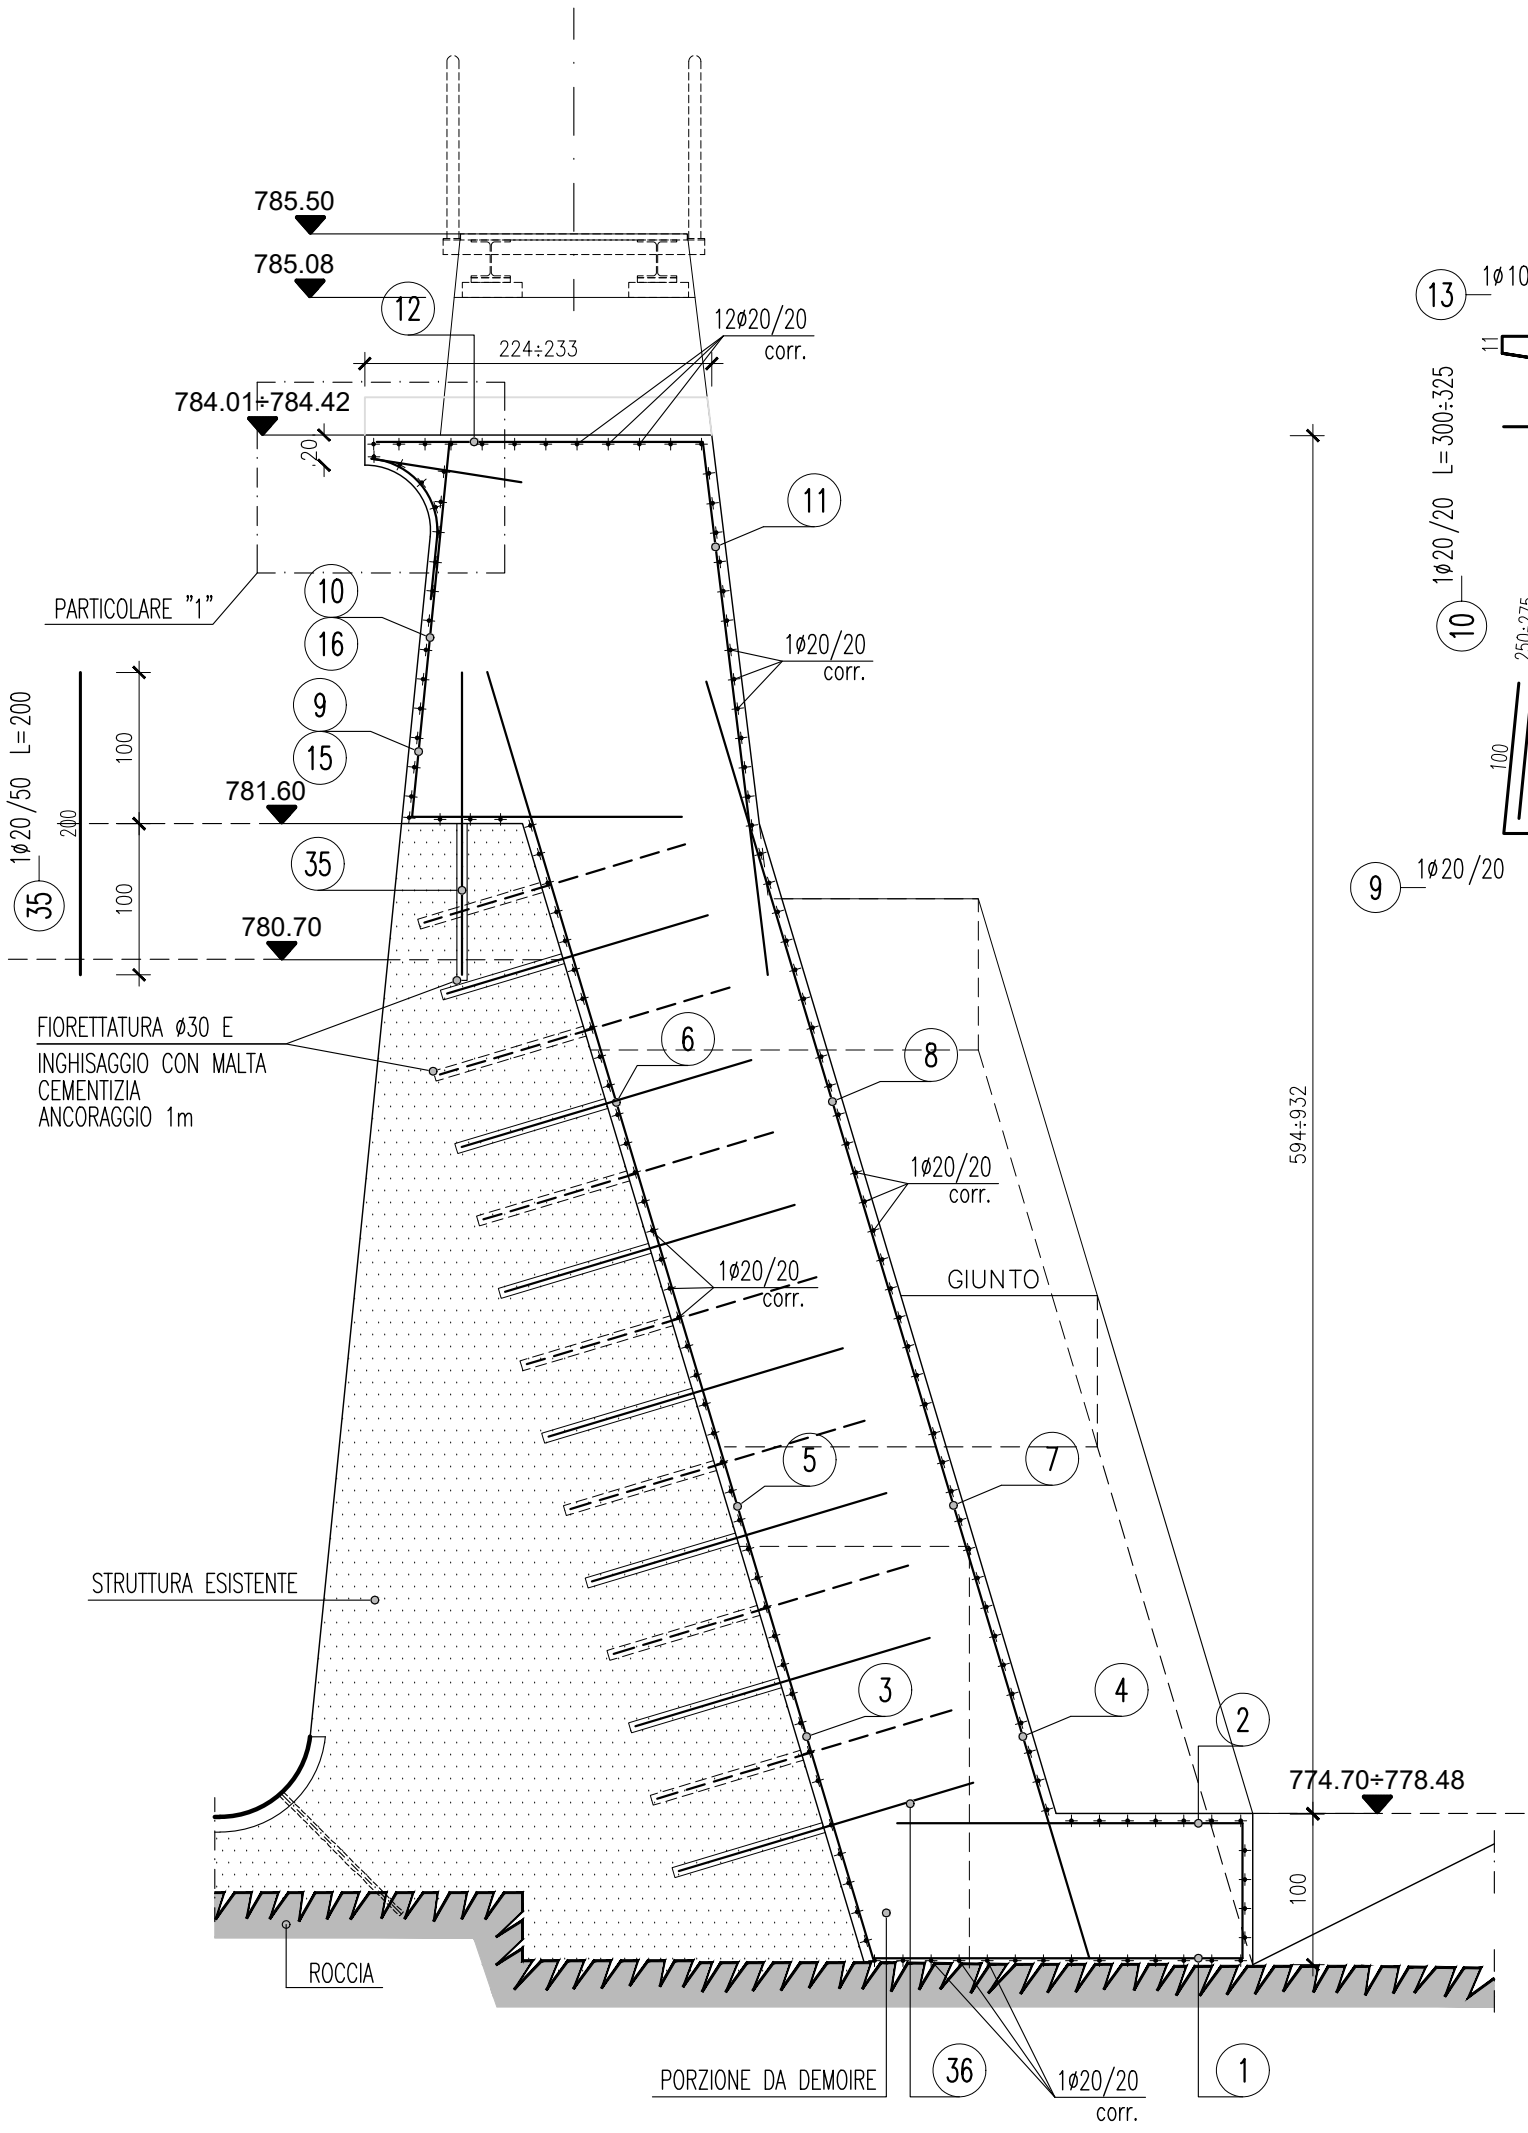 785.50
785.08
12
12ø20/20
corr.
224÷233
784.01÷784.42
20
11
PARTICOLARE "1"
10
16
1ø20/20
corr.
9
15
1ø20/50 L=200
35
100
200
100
781.60
35
780.70
FIORETTATURA ø30 E
INGHISAGGIO CON MALTA
CEMENTIZIA
ANCORAGGIO 1m
6
8
1ø20/20
corr.
1ø20/20
corr.
GIUNTO
594÷932
5
7
STRUTTURA ESISTENTE
3
4
2
774.70÷778.48
100
ROCCIA
PORZIONE DA DEMOIRE
36
1ø20/20
corr.
1
13
1ø10
11
1ø20/20 L=300÷325
10
250÷275
100
9
1ø20/20